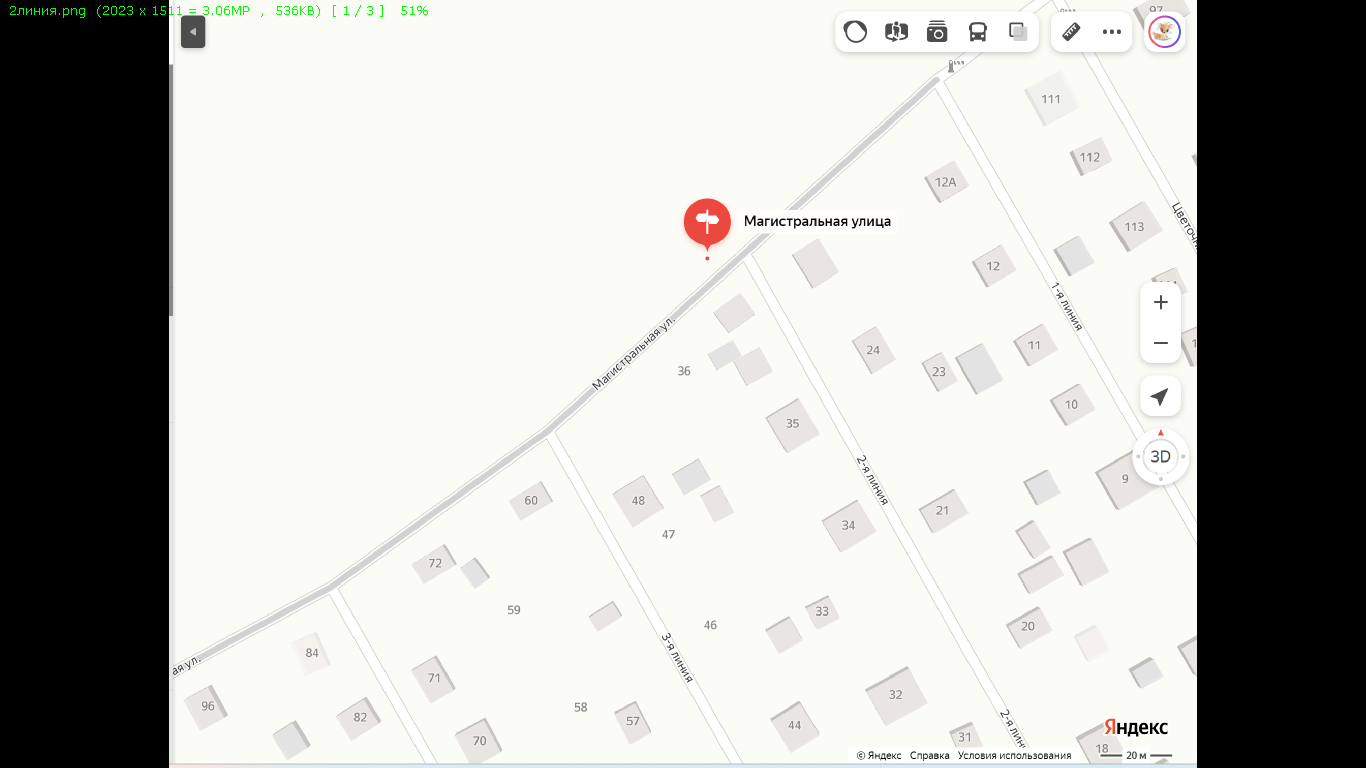 2линия.png (2023 x 1511 = 3.06MP , 536KB) [ 1 / 3 ] 51%
97
111
112
12А
113
Магистральная улица
12
1-я линия
11
24
23
10
Магистральная ул.
36
35
9
3D
2-я линия
60
48
21
47
34
72
59
33
46
20
84
3-я линия
ая ул.
71
96
82
58
57
70
44
32
31
2-я лини
18
Яндекс
© Яндекс Справка Условия использования
20 м